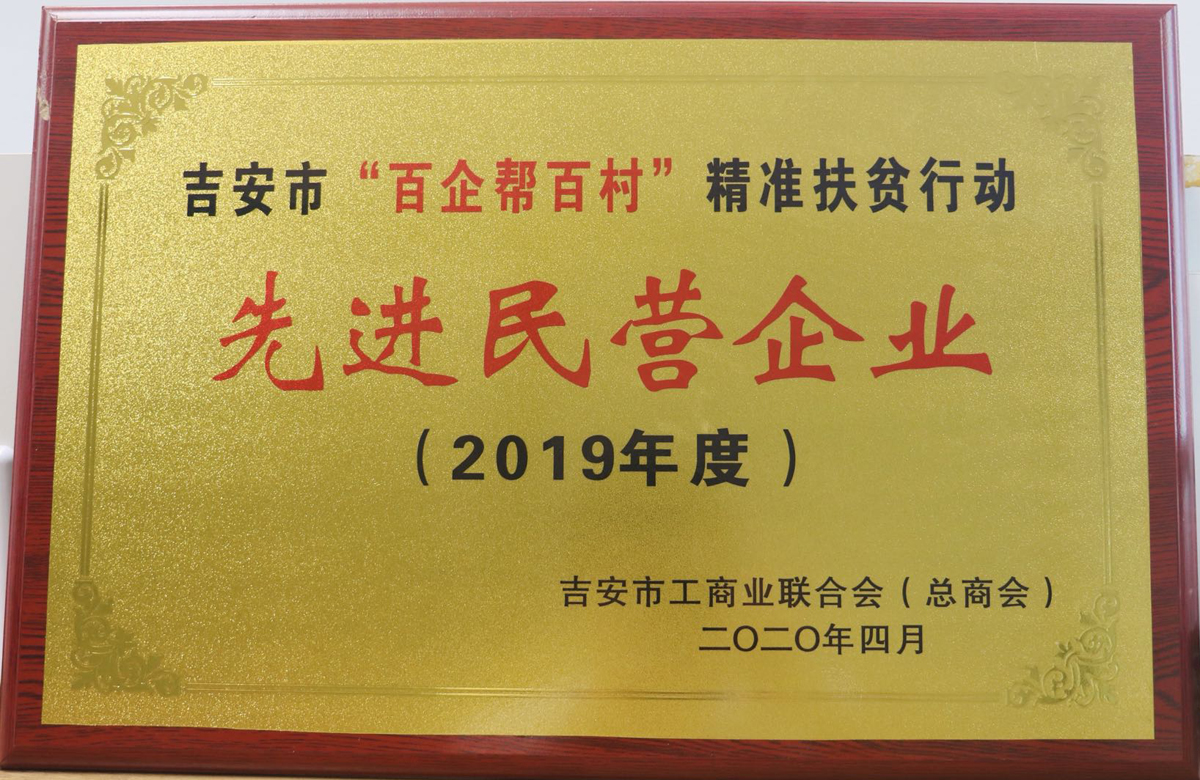 吉安市“百企帮百村”精准扶贫行动
先进民营企业
（2019年度）
吉安市工商业联合会（总商会）
二〇二〇年四月